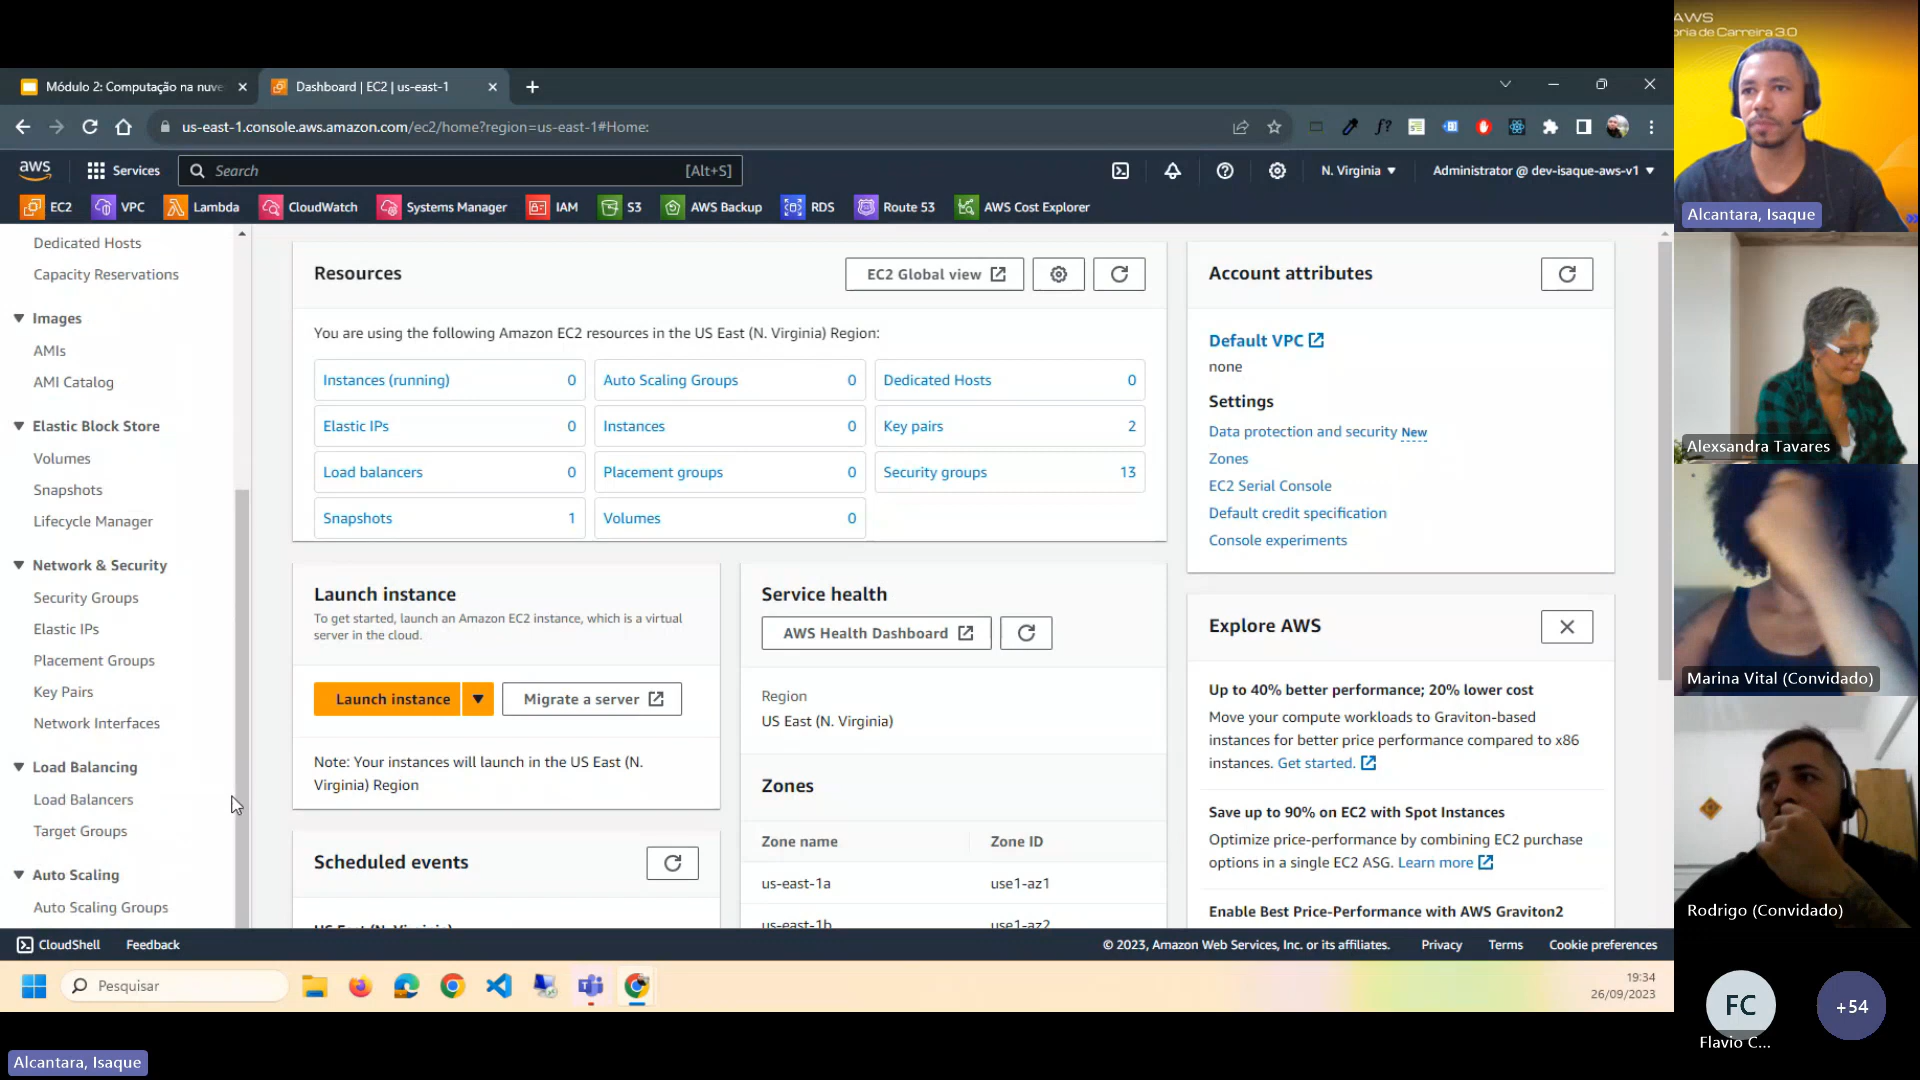 Módulo 2: Computação na nuve
Dashboard | EC2 | us-east-1
us-east-1.console.aws.amazon.com/ec2/home?region=us-east-1#Home:
aws
Services
Search
[Alt+S]
N. Virginia
Administrator @ dev-isaque-aws-v1
EC2
VPC
Lambda
CloudWatch
Systems Manager
IAM
S3
AWS Backup
RDS
Route 53
AWS Cost Explorer
Dedicated Hosts
Capacity Reservations
Images
AMIs
AMI Catalog
Elastic Block Store
Volumes
Snapshots
Lifecycle Manager
Network & Security
Security Groups
Elastic IPs
Placement Groups
Key Pairs
Network Interfaces
Load Balancing
Load Balancers
Target Groups
Auto Scaling
Auto Scaling Groups
Resources
EC2 Global view
You are using the following Amazon EC2 resources in the US East (N. Virginia) Region:
Instances (running) 0
Auto Scaling Groups 0
Dedicated Hosts 0
Elastic IPs 0
Instances 0
Key pairs 2
Load balancers 0
Placement groups 0
Security groups 13
Snapshots 1
Volumes 0
Launch instance
To get started, launch an Amazon EC2 instance, which is a virtual
server in the cloud.
Launch instance
Migrate a server
Note: Your instances will launch in the US East (N.
Virginia) Region
Scheduled events
US East (N. Virginia)
Service health
AWS Health Dashboard
Region
US East (N. Virginia)
Zones
Zone name Zone ID
us-east-1a use1-az1
us-east-1b use1-az2
Account attributes
Default VPC
none
Settings
Data protection and security New
Zones
EC2 Serial Console
Default credit specification
Console experiments
Explore AWS
Up to 40% better performance; 20% lower cost
Move your compute workloads to Graviton-based
instances for better price performance compared to x86
instances. Get started.
Save up to 90% on EC2 with Spot Instances
Optimize price-performance by combining EC2 purchase
options in a single EC2 ASG. Learn more
Enable Best Price-Performance with AWS Graviton2
CloudShell
Feedback
© 2023, Amazon Web Services, Inc. or its affiliates.
Privacy
Terms
Cookie preferences
Pesquisar
19:34
26/09/2023
Alcantara, Isaque
AWS
oria de Carreira 3.0
Alcantara, Isaque
Alexsandra Tavares
Marina Vital (Convidado)
Rodrigo (Convidado)
FC
Flavio C...
+54